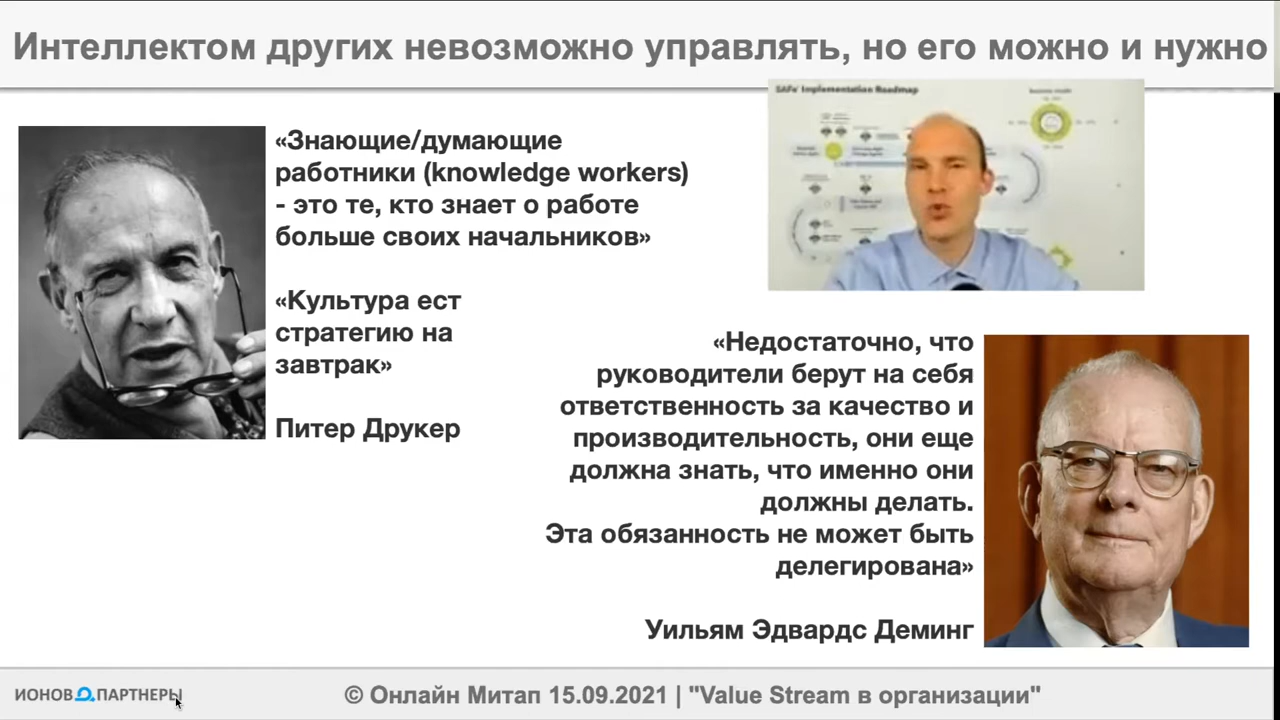 Интеллектом других невозможно управлять, но его можно и нужно
SAFe Implementation Roadmap
«Знающие/думающие
работники (knowledge workers)
- это те, кто знает о работе
больше своих начальников»
«Культура ест
стратегию на
завтрак»
Питер Друкер
«Недостаточно, что
руководители берут на себя
ответственность за качество и
производительность, они еще
должна знать, что именно они
должны делать.
Эта обязанность не может быть
делегирована»
Уильям Эдвардс Деминг
ИОНОВ ПАРТНЕРЫ
© Онлайн Митап 15.09.2021 | "Value Stream в организации"